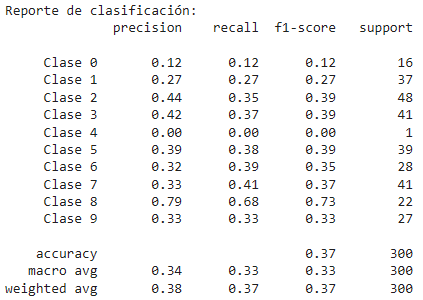 Reporte de clasificación:
precision recall f1-score support
Clase 0 0.12 0.12 0.12 16
Clase 1 0.27 0.27 0.27 37
Clase 2 0.44 0.35 0.39 48
Clase 3 0.42 0.37 0.39 41
Clase 4 0.00 0.00 0.00 1
Clase 5 0.39 0.38 0.39 39
Clase 6 0.32 0.39 0.35 28
Clase 7 0.33 0.41 0.37 41
Clase 8 0.79 0.68 0.73 22
Clase 9 0.33 0.33 0.33 27
accuracy 0.37 300
macro avg 0.34 0.33 0.33 300
weighted avg 0.38 0.37 0.37 300